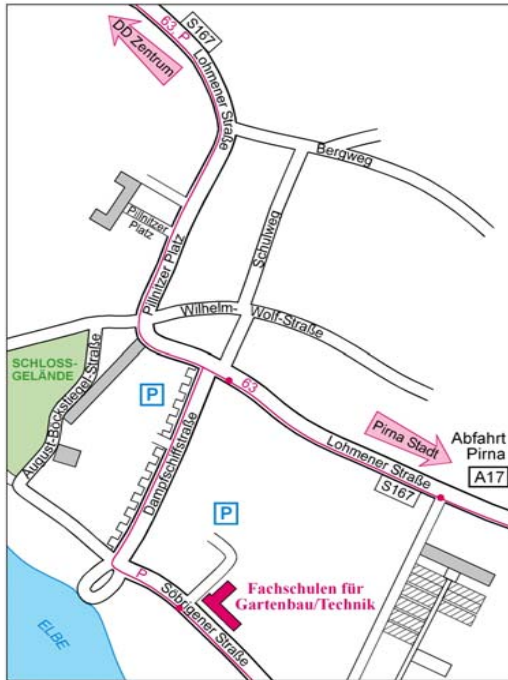 63 P
S167
DD Zentrum
Lohmener Straße
Bergweg
Pillnitzer
Platz
Schulweg
Pillnitzer Platz
Wilhelm-
Wolf-Straße
SCHLOSS-
GELÄNDE
August-Böckstiegel-Straße
P
63
Dampfschiffstraße
Pirna Stadt
Abfahrt
Pirna
A17
Lohmener Straße
S167
P
P
Söbrigener Straße
Fachschulen für
Gartenbau/Technik
ELBE